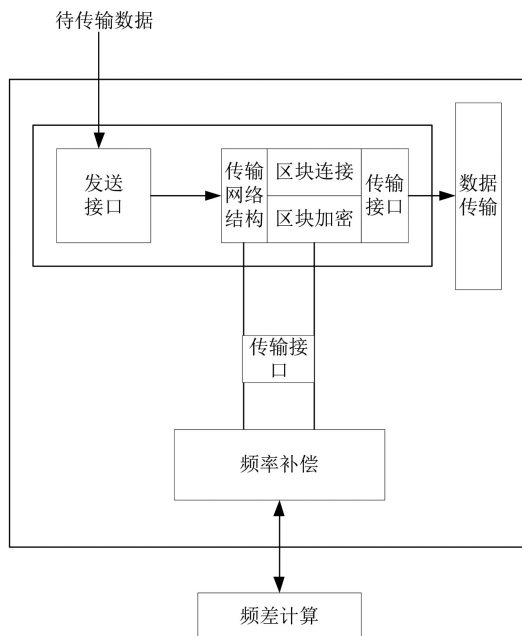 待传输数据
发送
接口
传输
网络
结构
区块连接
区块加密
传输
接口
数据
传输
传输接
口
频率补偿
频差计算